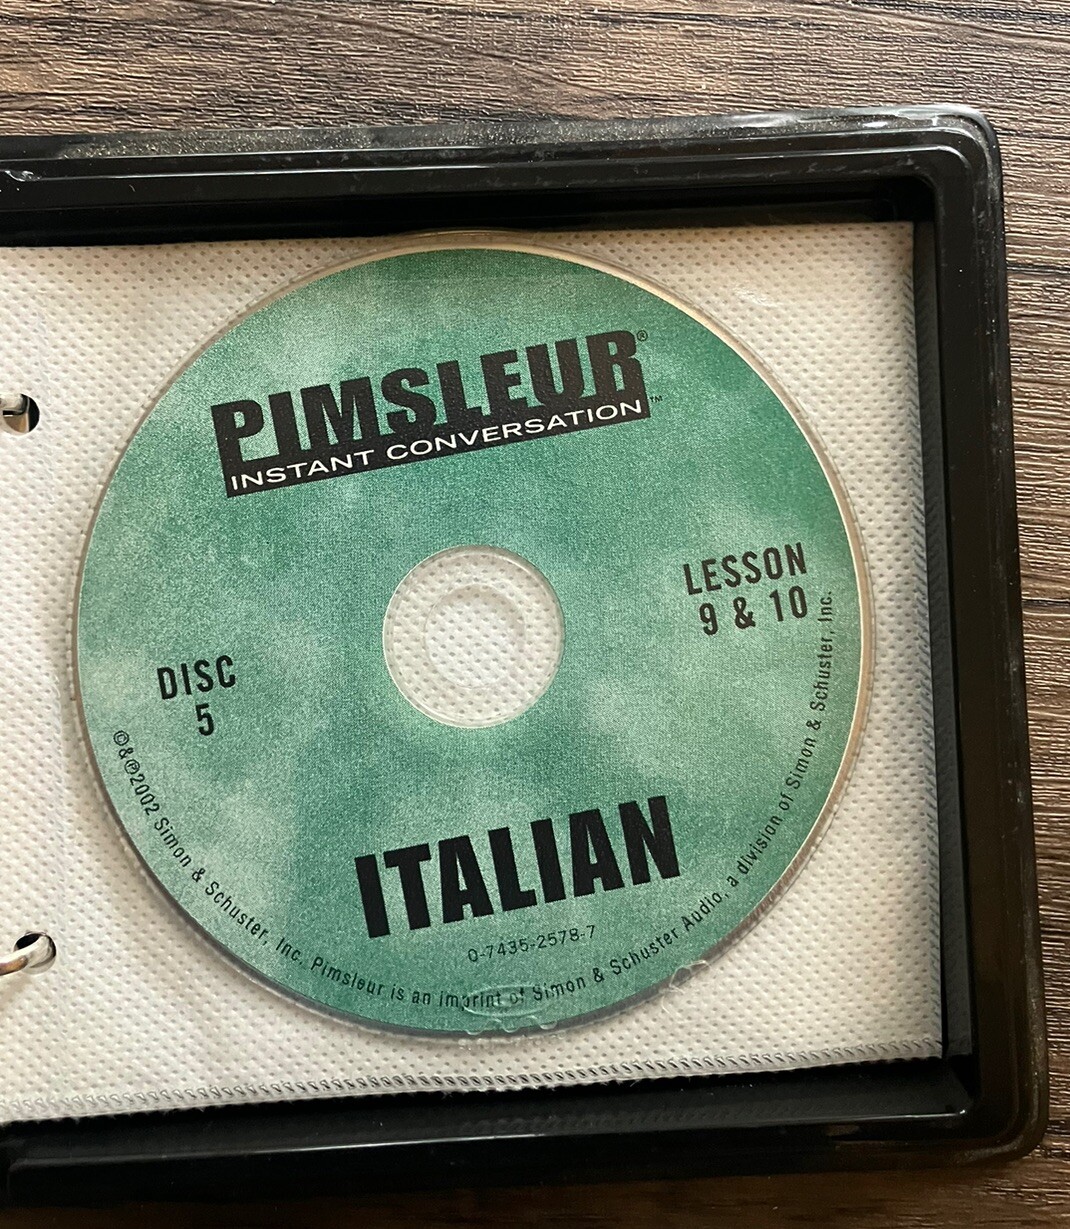 PIMSLEUR®
INSTANT CONVERSATION™
LESSON
9 & 10
DISC
5
ITALIAN
0-7435-2578-7
©&℗2002 Simon & Schuster, Inc. Pimsleur is an imprint of Simon & Schuster Audio, a division of Simon & Schuster, Inc.